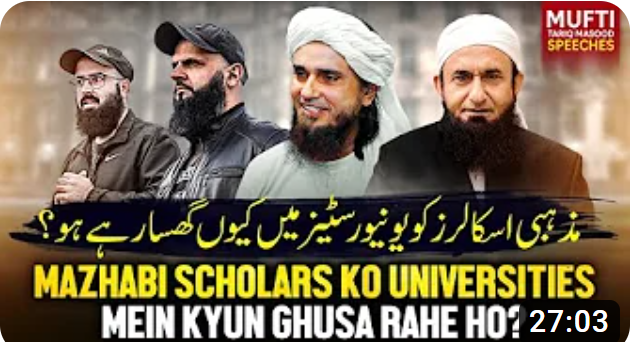 MUFTI
TARIQ MASOOD
SPEECHES
مذہبی اسکالرز کو یونیورسٹیز میں کیوں گھسا رہے ہو؟
MAZHABI SCHOLARS KO UNIVERSITIES
MEIN KYUN GHUSA RAHE HO?
27:03